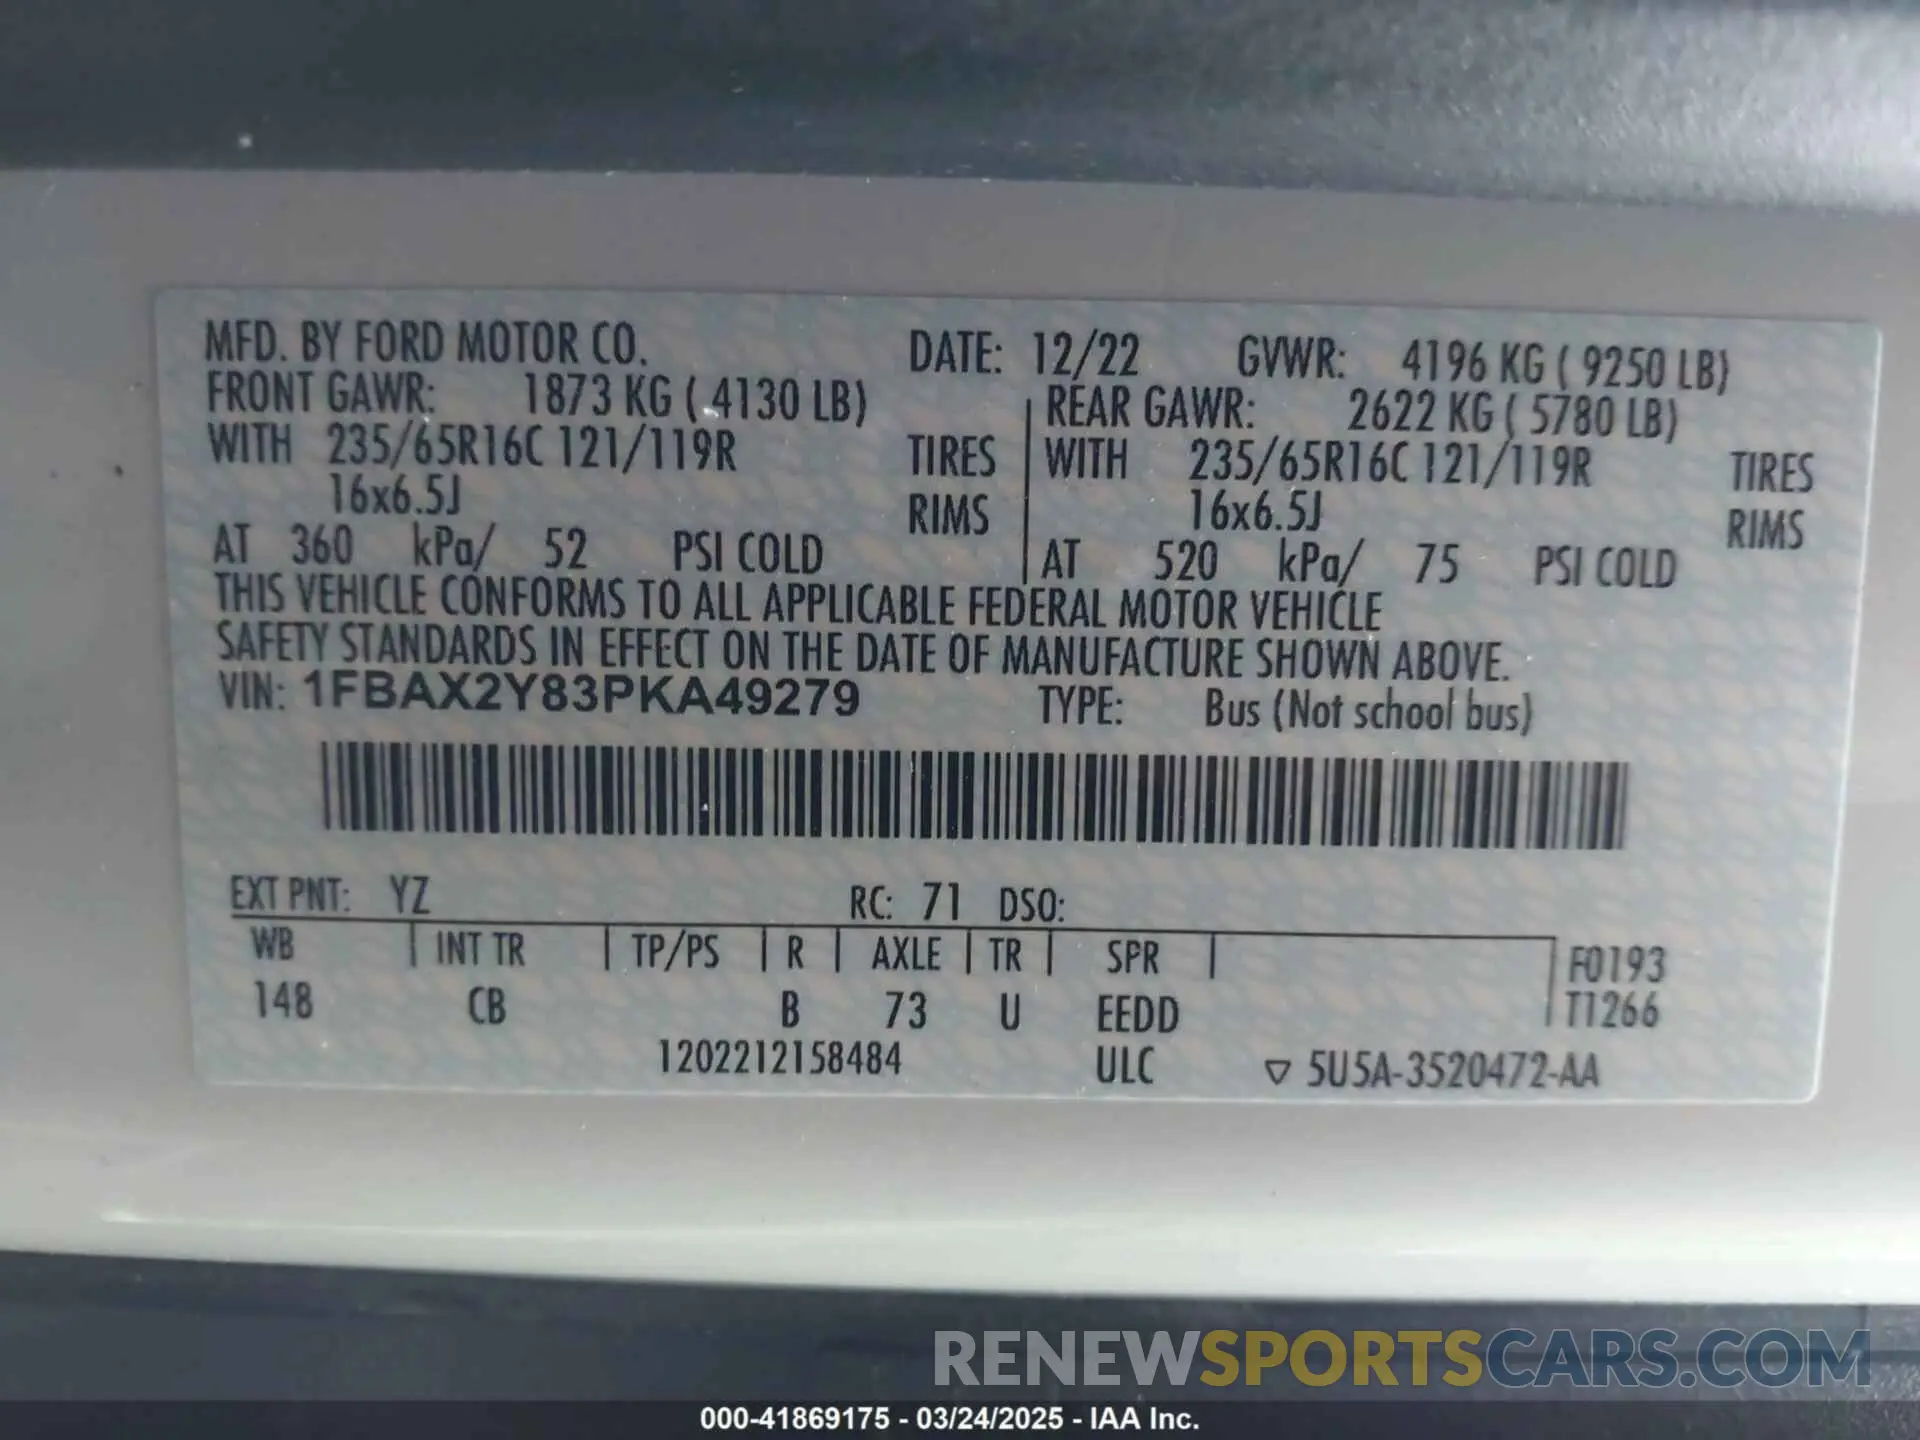 MFD. BY FORD MOTOR CO. DATE: 12/22 GVWR: 4196 KG ( 9250 LB)
FRONT GAWR: 1873 KG ( 4130 LB) REAR GAWR: 2622 KG ( 5780 LB)
WITH 235/65R16C 121/119R TIRES WITH 235/65R16C 121/119R TIRES
16x6.5J RIMS 16x6.5J RIMS
AT 360 kPa/ 52 PSI COLD AT 520 kPa/ 75 PSI COLD
THIS VEHICLE CONFORMS TO ALL APPLICABLE FEDERAL MOTOR VEHICLE
SAFETY STANDARDS IN EFFECT ON THE DATE OF MANUFACTURE SHOWN ABOVE.
VIN: 1FBAX2Y83PKA49279 TYPE: Bus (Not school bus)
EXT PNT: YZ RC: 71 DSO:
WB INT TR TP/PS R AXLE TR SPR F0193
148 CB B 73 U EEDD T1266
1202212158484 ULC ▽ 5U5A-3520472-AA
RENEWSPORTSCARS.COM
000-41869175 - 03/24/2025 - IAA Inc.